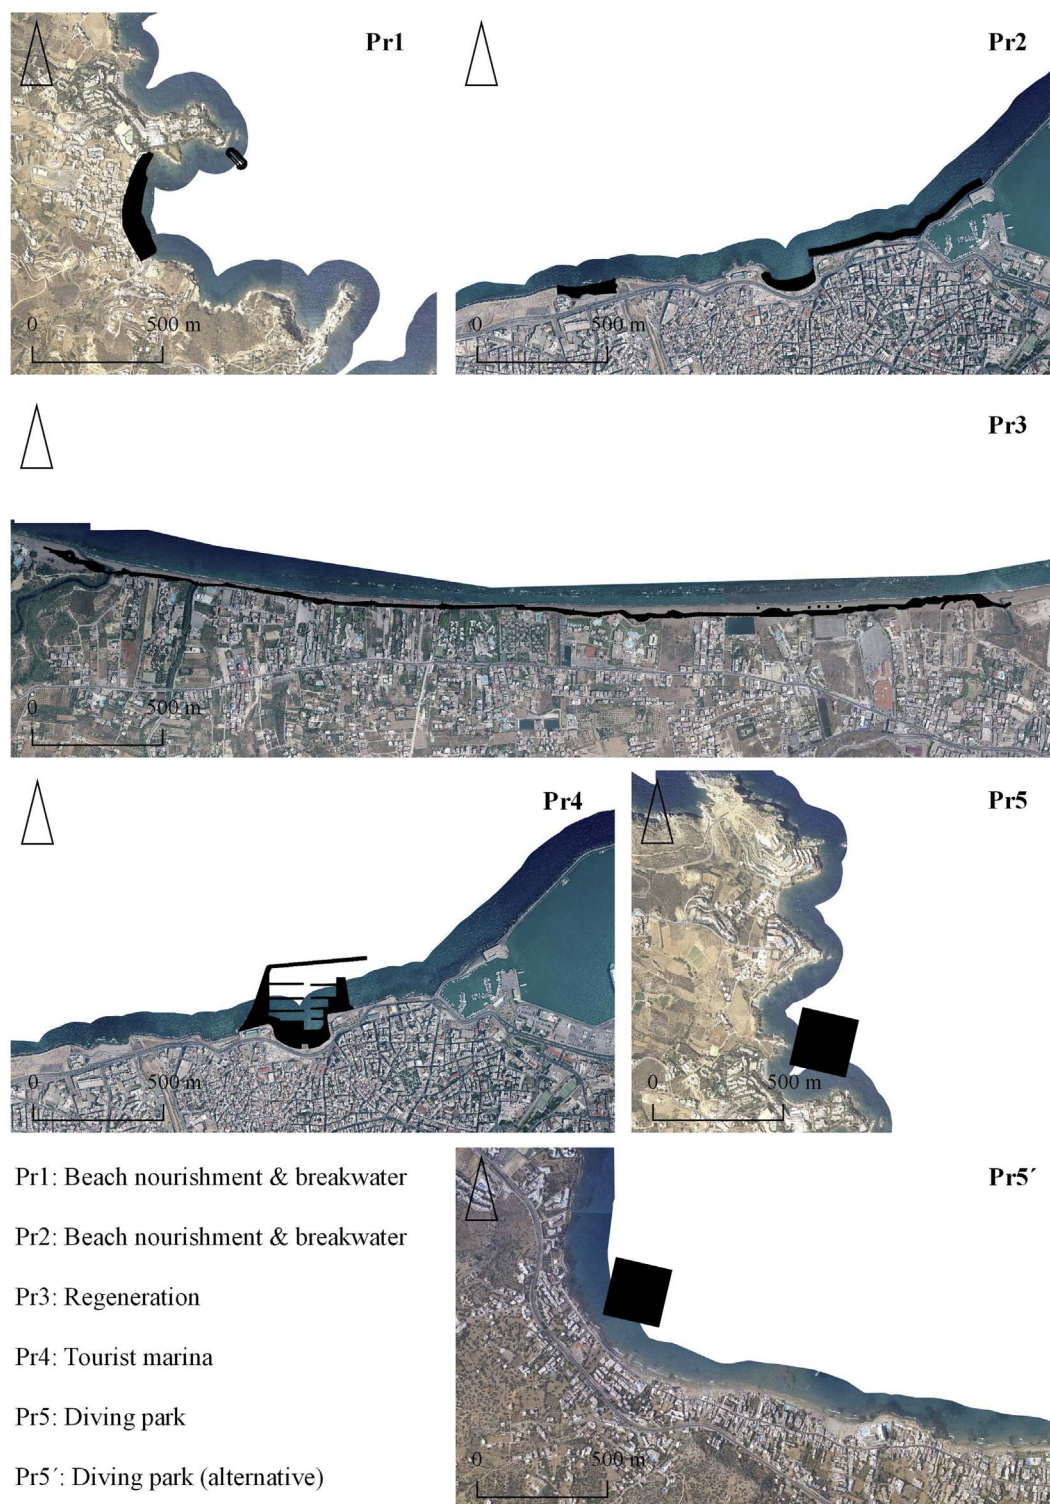 Pr1
0
500 m
Pr2
0
500 m
Pr3
0
500 m
Pr4
0
500 m
Pr5
0
500 m
Pr1: Beach nourishment & breakwater
Pr2: Beach nourishment & breakwater
Pr3: Regeneration
Pr4: Tourist marina
Pr5: Diving park
Pr5´: Diving park (alternative)
Pr5´
0
500 m